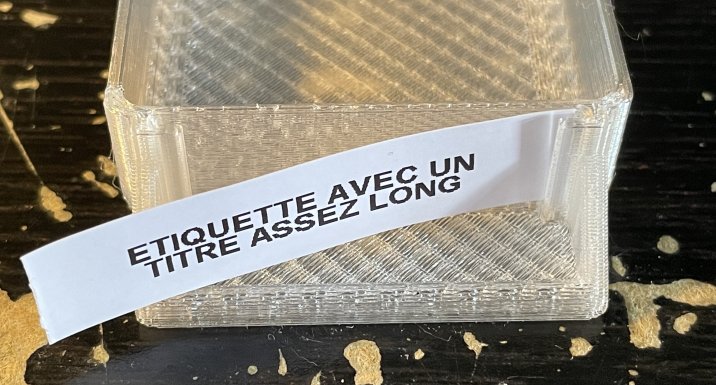 ETIQUETTE AVEC UN
TITRE ASSEZ LONG